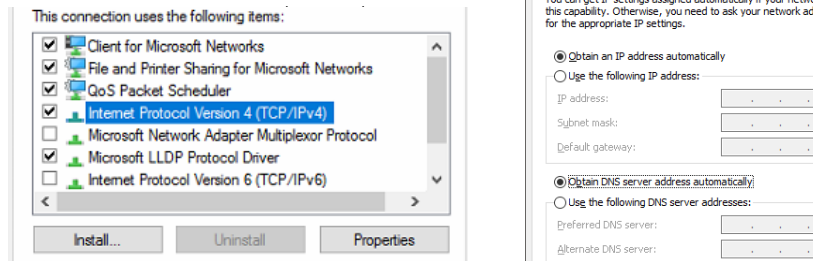 This connection uses the following items:
Client for Microsoft Networks
File and Printer Sharing for Microsoft Networks
QoS Packet Scheduler
Internet Protocol Version 4 (TCP/IPv4)
Microsoft Network Adapter Multiplexor Protocol
Microsoft LLDP Protocol Driver
Internet Protocol Version 6 (TCP/IPv6)
Install...
Uninstall
Properties
You can get IP settings assigned automatically if your netwo
this capability. Otherwise, you need to ask your network ad
for the appropriate IP settings.
Obtain an IP address automatically
Use the following IP address:
IP address:
Subnet mask:
Default gateway:
Obtain DNS server address automatically
Use the following DNS server addresses:
Preferred DNS server:
Alternate DNS server: